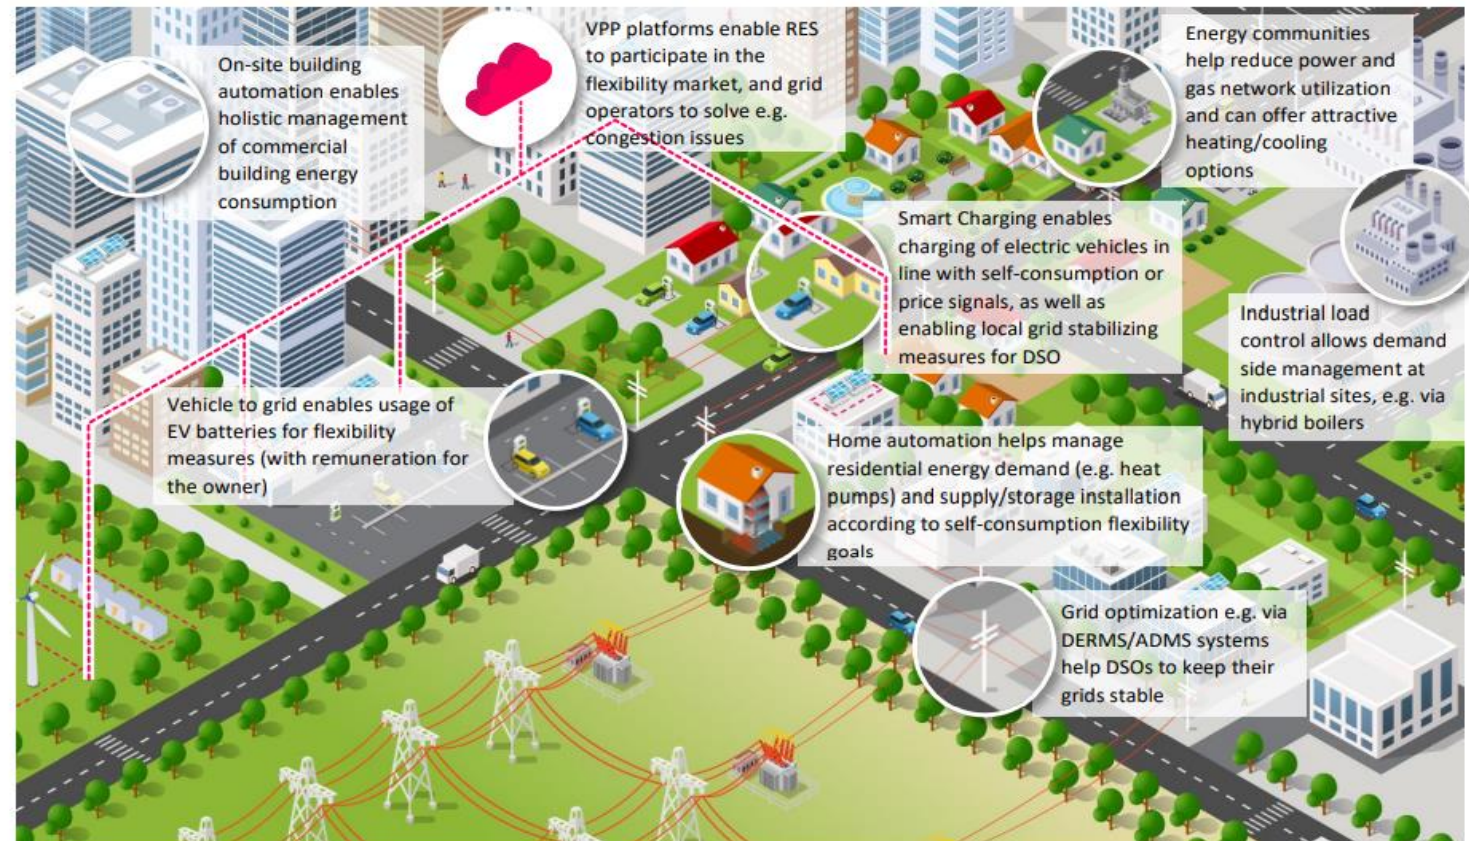 On-site building
automation enables
holistic management
of commercial
building energy
consumption
VPP platforms enable RES
to participate in the
flexibility market, and grid
operators to solve e.g.
congestion issues
Energy communities
help reduce power and
gas network utilization
and can offer attractive
heating/cooling
options
Smart Charging enables
charging of electric vehicles in
line with self-consumption or
price signals, as well as
enabling local grid stabilizing
measures for DSO
Industrial load
control allows demand
side management at
industrial sites, e.g. via
hybrid boilers
Vehicle to grid enables usage of
EV batteries for flexibility
measures (with remuneration for
the owner)
Home automation helps manage
residential energy demand (e.g. heat
pumps) and supply/storage installation
according to self-consumption flexibility
goals
Grid optimization e.g. via
DERMS/ADMS systems
help DSOs to keep their
grids stable